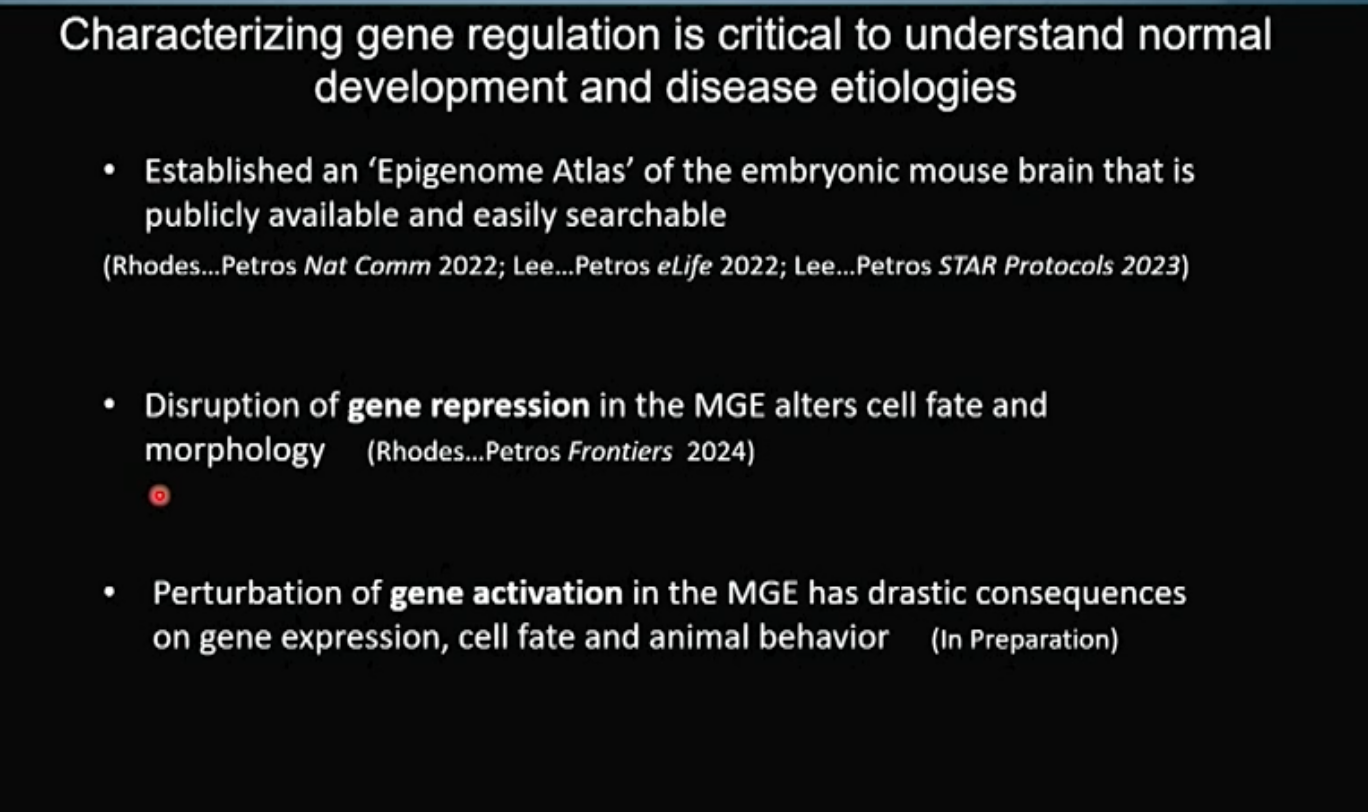 Characterizing gene regulation is critical to understand normal
development and disease etiologies
• Established an ‘Epigenome Atlas’ of the embryonic mouse brain that is
publicly available and easily searchable
(Rhodes...Petros Nat Comm 2022; Lee...Petros eLife 2022; Lee...Petros STAR Protocols 2023)
• Disruption of gene repression in the MGE alters cell fate and
morphology (Rhodes...Petros Frontiers 2024)
• Perturbation of gene activation in the MGE has drastic consequences
on gene expression, cell fate and animal behavior (In Preparation)